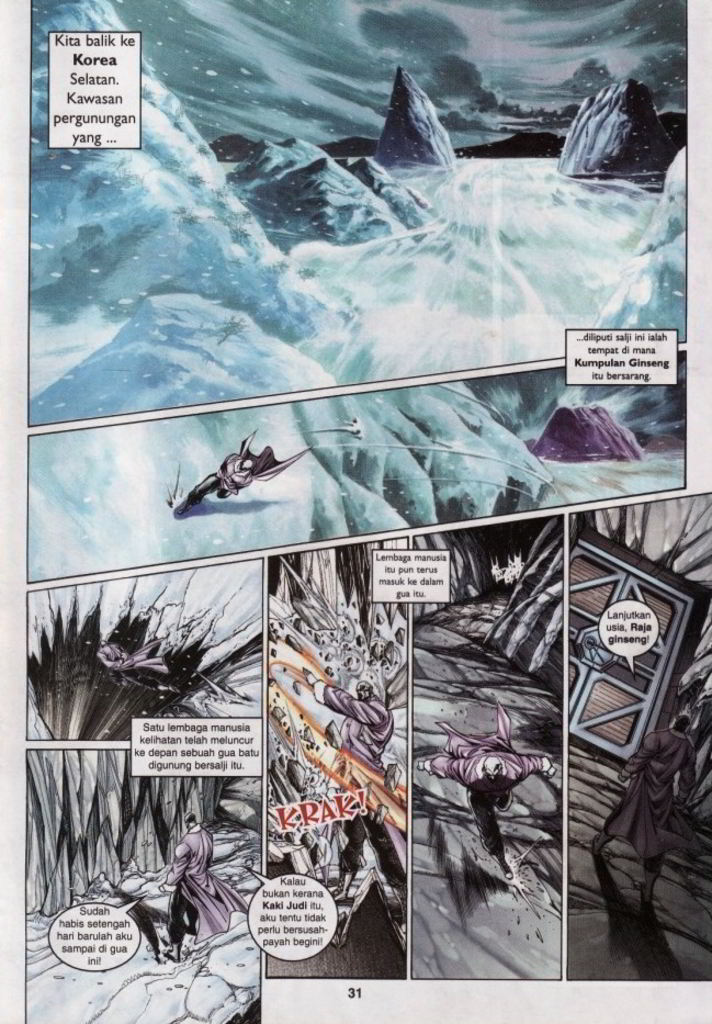 Kita balik ke
Korea
Selatan.
Kawasan
pergunungan
yang ...
...diliputi salji ini ialah
tempat di mana
Kumpulan Ginseng
itu bersarang.
Satu lembaga manusia
kelihatan telah meluncur
ke depan sebuah gua batu
digunung bersalji itu.
Sudah
habis setengah
hari barulah aku
sampai di gua
ini!
Kalau
bukan kerana
Kaki Judi ini,
aku tentu tidak
perlu bersusah-
payah begini!
KRAK!
Lembaga manusia
itu pun terus
masuk ke dalam
gua itu.
Lanjutkan
usia, Raja
ginseng!
31